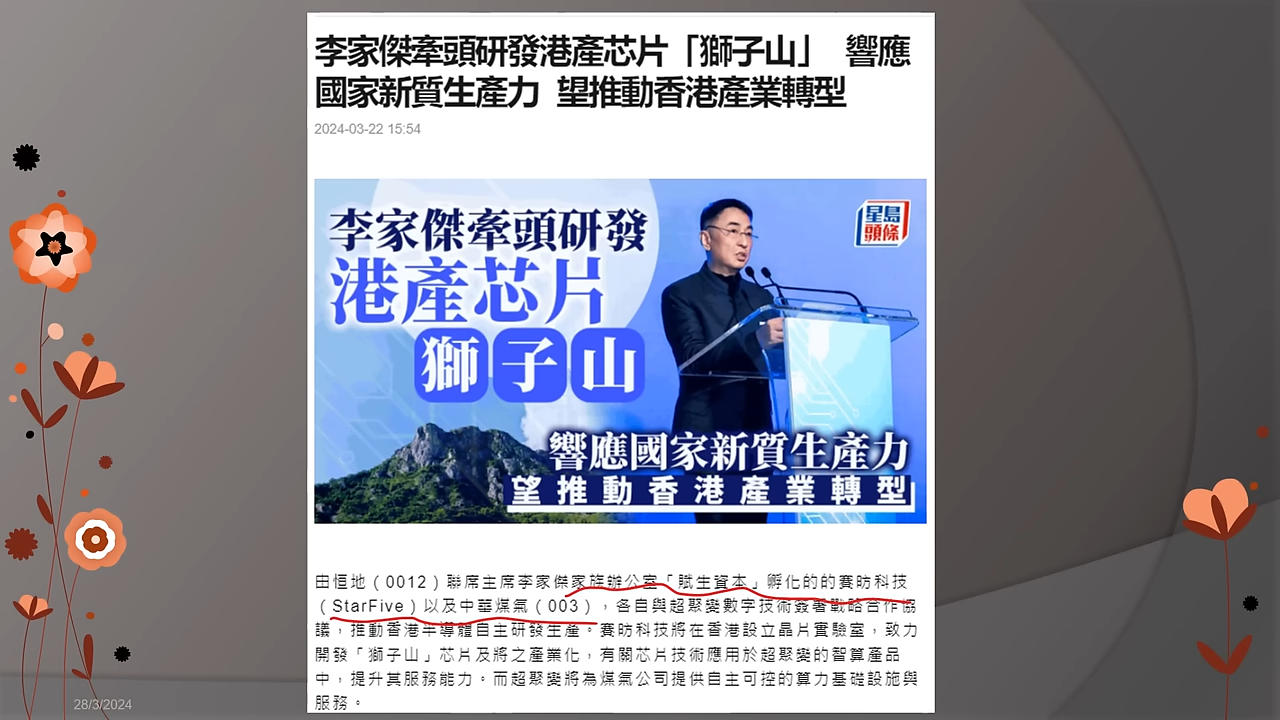 李家傑牽頭研發港產芯片「獅子山」 響應
國家新質生產力 望推動香港產業轉型
2024-03-22 15:54
李家傑牽頭研發
港產芯片
獅子山
星島
頭條
響應國家新質生產力
望推動香港產業轉型
由恒地（0012）聯席主席李家傑家族辦公室「賦生資本」孵化的的賽昉科技
（StarFive）以及中華煤氣（003），各自與超聚變數字技術簽署戰略合作協
議，推動香港半導體自主研發生產。賽昉科技將在香港設立晶片實驗室，致力
開發「獅子山」芯片及將之產業化，有關芯片技術應用於超聚變的智算產品
中，提升其服務能力。而超聚變將為煤氣公司提供自主可控的算力基礎設施與
服務。
28/3/2024